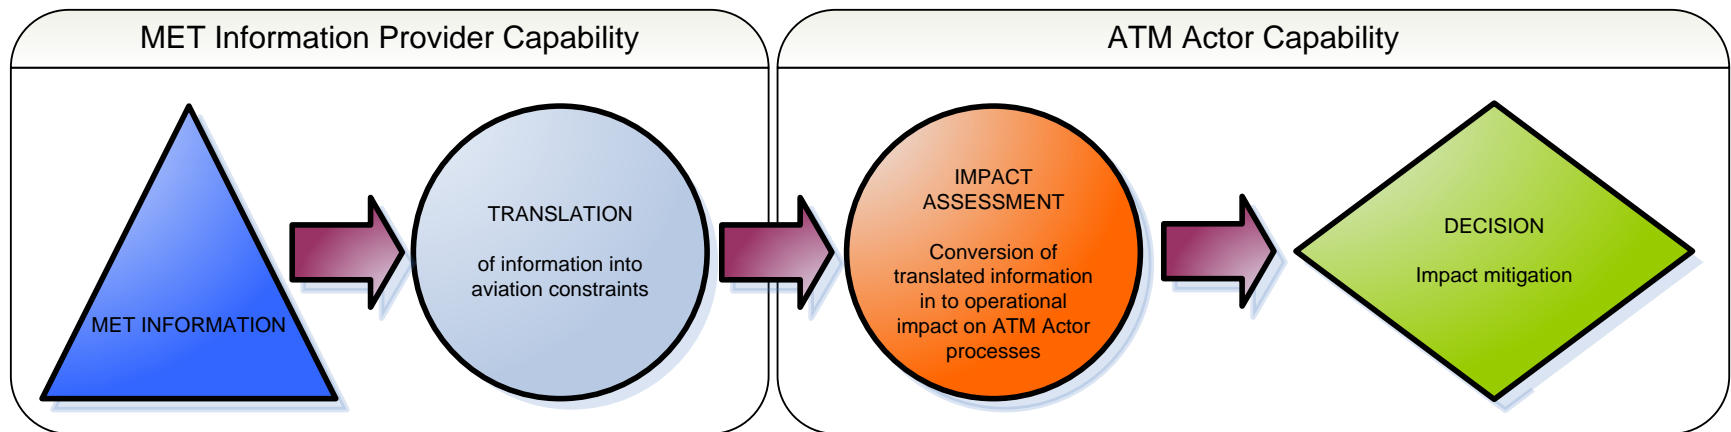 MET Information Provider Capability
ATM Actor Capability
MET INFORMATION
TRANSLATION
of information into
aviation constraints
IMPACT
ASSESSMENT
Conversion of
translated information
in to operational
impact on ATM Actor
processes
DECISION
Impact mitigation